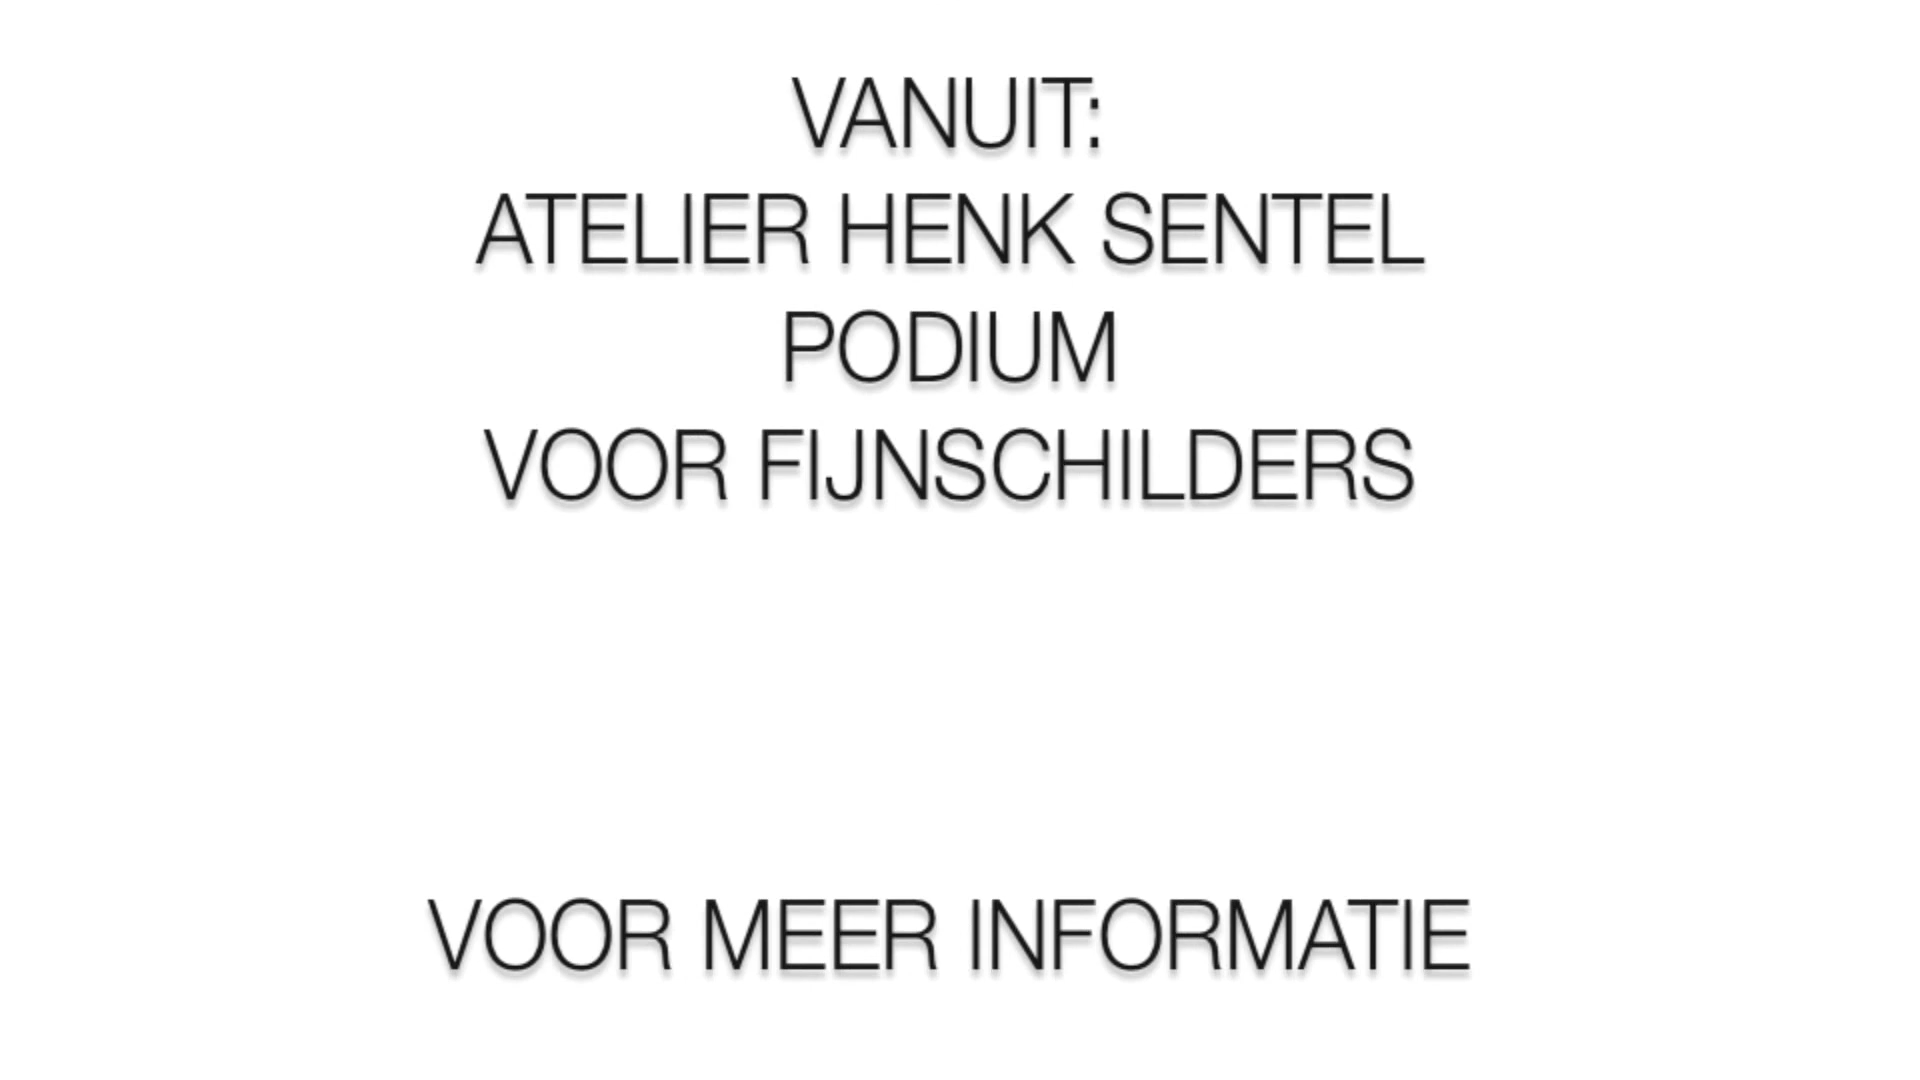 VANUIT:
ATELIER HENK SENTEL
PODIUM
VOOR FIJNSCHILDERS
VOOR MEER INFORMATIE